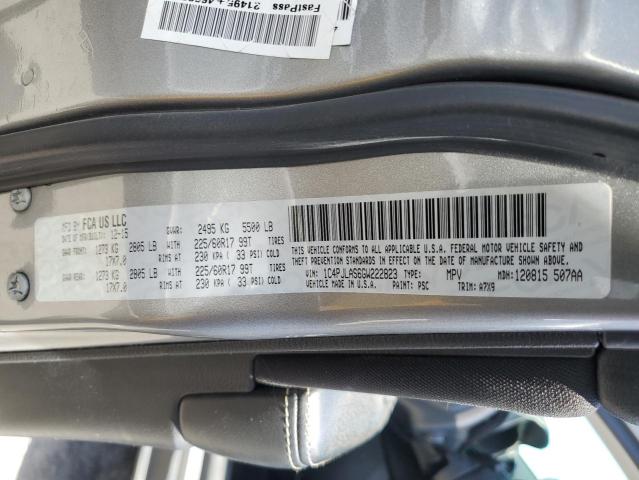 FastPass
MFD BY FCA US LLC
DATE OF MFR/BUILT: 12-15
GVWR: 2495 KG 5500 LB
GAWR FRONT: 1273 KG 2805 LB WITH 225/60R17 99T TIRES
17X7.0 RIMS AT 230 KPA ( 33 PSI) COLD
GAWR REAR: 1273 KG 2805 LB WITH 225/60R17 99T TIRES
17X7.0 RIMS AT 230 KPA ( 33 PSI) COLD
THIS VEHICLE CONFORMS TO ALL APPLICABLE U.S.A. FEDERAL MOTOR VEHICLE SAFETY AND
THEFT PREVENTION STANDARDS IN EFFECT ON THE DATE OF MANUFACTURE SHOWN ABOVE.
VIN: 1C4PJLAS6GW222823 TYPE: MPV MDH: 120815 507AA
VEHICLE MADE IN U.S.A. PAINT: PSC TRIM: A7X9